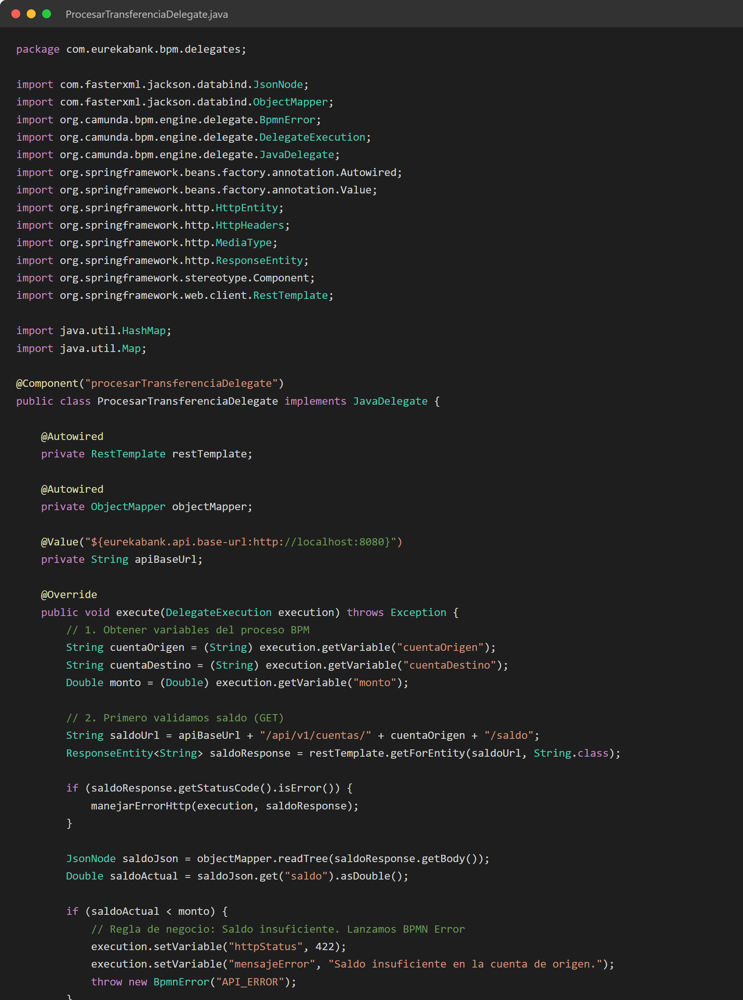 ProcesarTransferenciaDelegate.java
package com.eurekabank.bpm.delegates;
import com.fasterxml.jackson.databind.JsonNode;
import com.fasterxml.jackson.databind.ObjectMapper;
import org.camunda.bpm.engine.delegate.BpmnError;
import org.camunda.bpm.engine.delegate.DelegateExecution;
import org.camunda.bpm.engine.delegate.JavaDelegate;
import org.springframework.beans.factory.annotation.Autowired;
import org.springframework.beans.factory.annotation.Value;
import org.springframework.http.HttpEntity;
import org.springframework.http.HttpHeaders;
import org.springframework.http.MediaType;
import org.springframework.http.ResponseEntity;
import org.springframework.stereotype.Component;
import org.springframework.web.client.RestTemplate;
import java.util.HashMap;
import java.util.Map;
@Component("procesarTransferenciaDelegate")
public class ProcesarTransferenciaDelegate implements JavaDelegate {
    @Autowired
    private RestTemplate restTemplate;
    @Autowired
    private ObjectMapper objectMapper;
    @Value("${eurekabank.api.base-url:http://localhost:8080}")
    private String apiBaseUrl;
    @Override
    public void execute(DelegateExecution execution) throws Exception {
        // 1. Obtener variables del proceso BPM
        String cuentaOrigen = (String) execution.getVariable("cuentaOrigen");
        String cuentaDestino = (String) execution.getVariable("cuentaDestino");
        Double monto = (Double) execution.getVariable("monto");
        // 2. Primero validamos saldo (GET)
        String saldoUrl = apiBaseUrl + "/api/v1/cuentas/" + cuentaOrigen + "/saldo";
        ResponseEntity<String> saldoResponse = restTemplate.getForEntity(saldoUrl, String.class);
        if (saldoResponse.getStatusCode().isError()) {
            manejarErrorHttp(execution, saldoResponse);
        }
        JsonNode saldoJson = objectMapper.readTree(saldoResponse.getBody());
        Double saldoActual = saldoJson.get("saldo").asDouble();
        if (saldoActual < monto) {
            // Regla de negocio: Saldo insuficiente. Lanzamos BPMN Error
            execution.setVariable("httpStatus", 422);
            execution.setVariable("mensajeError", "Saldo insuficiente en la cuenta de origen.");
            throw new BpmnError("API_ERROR");
        }